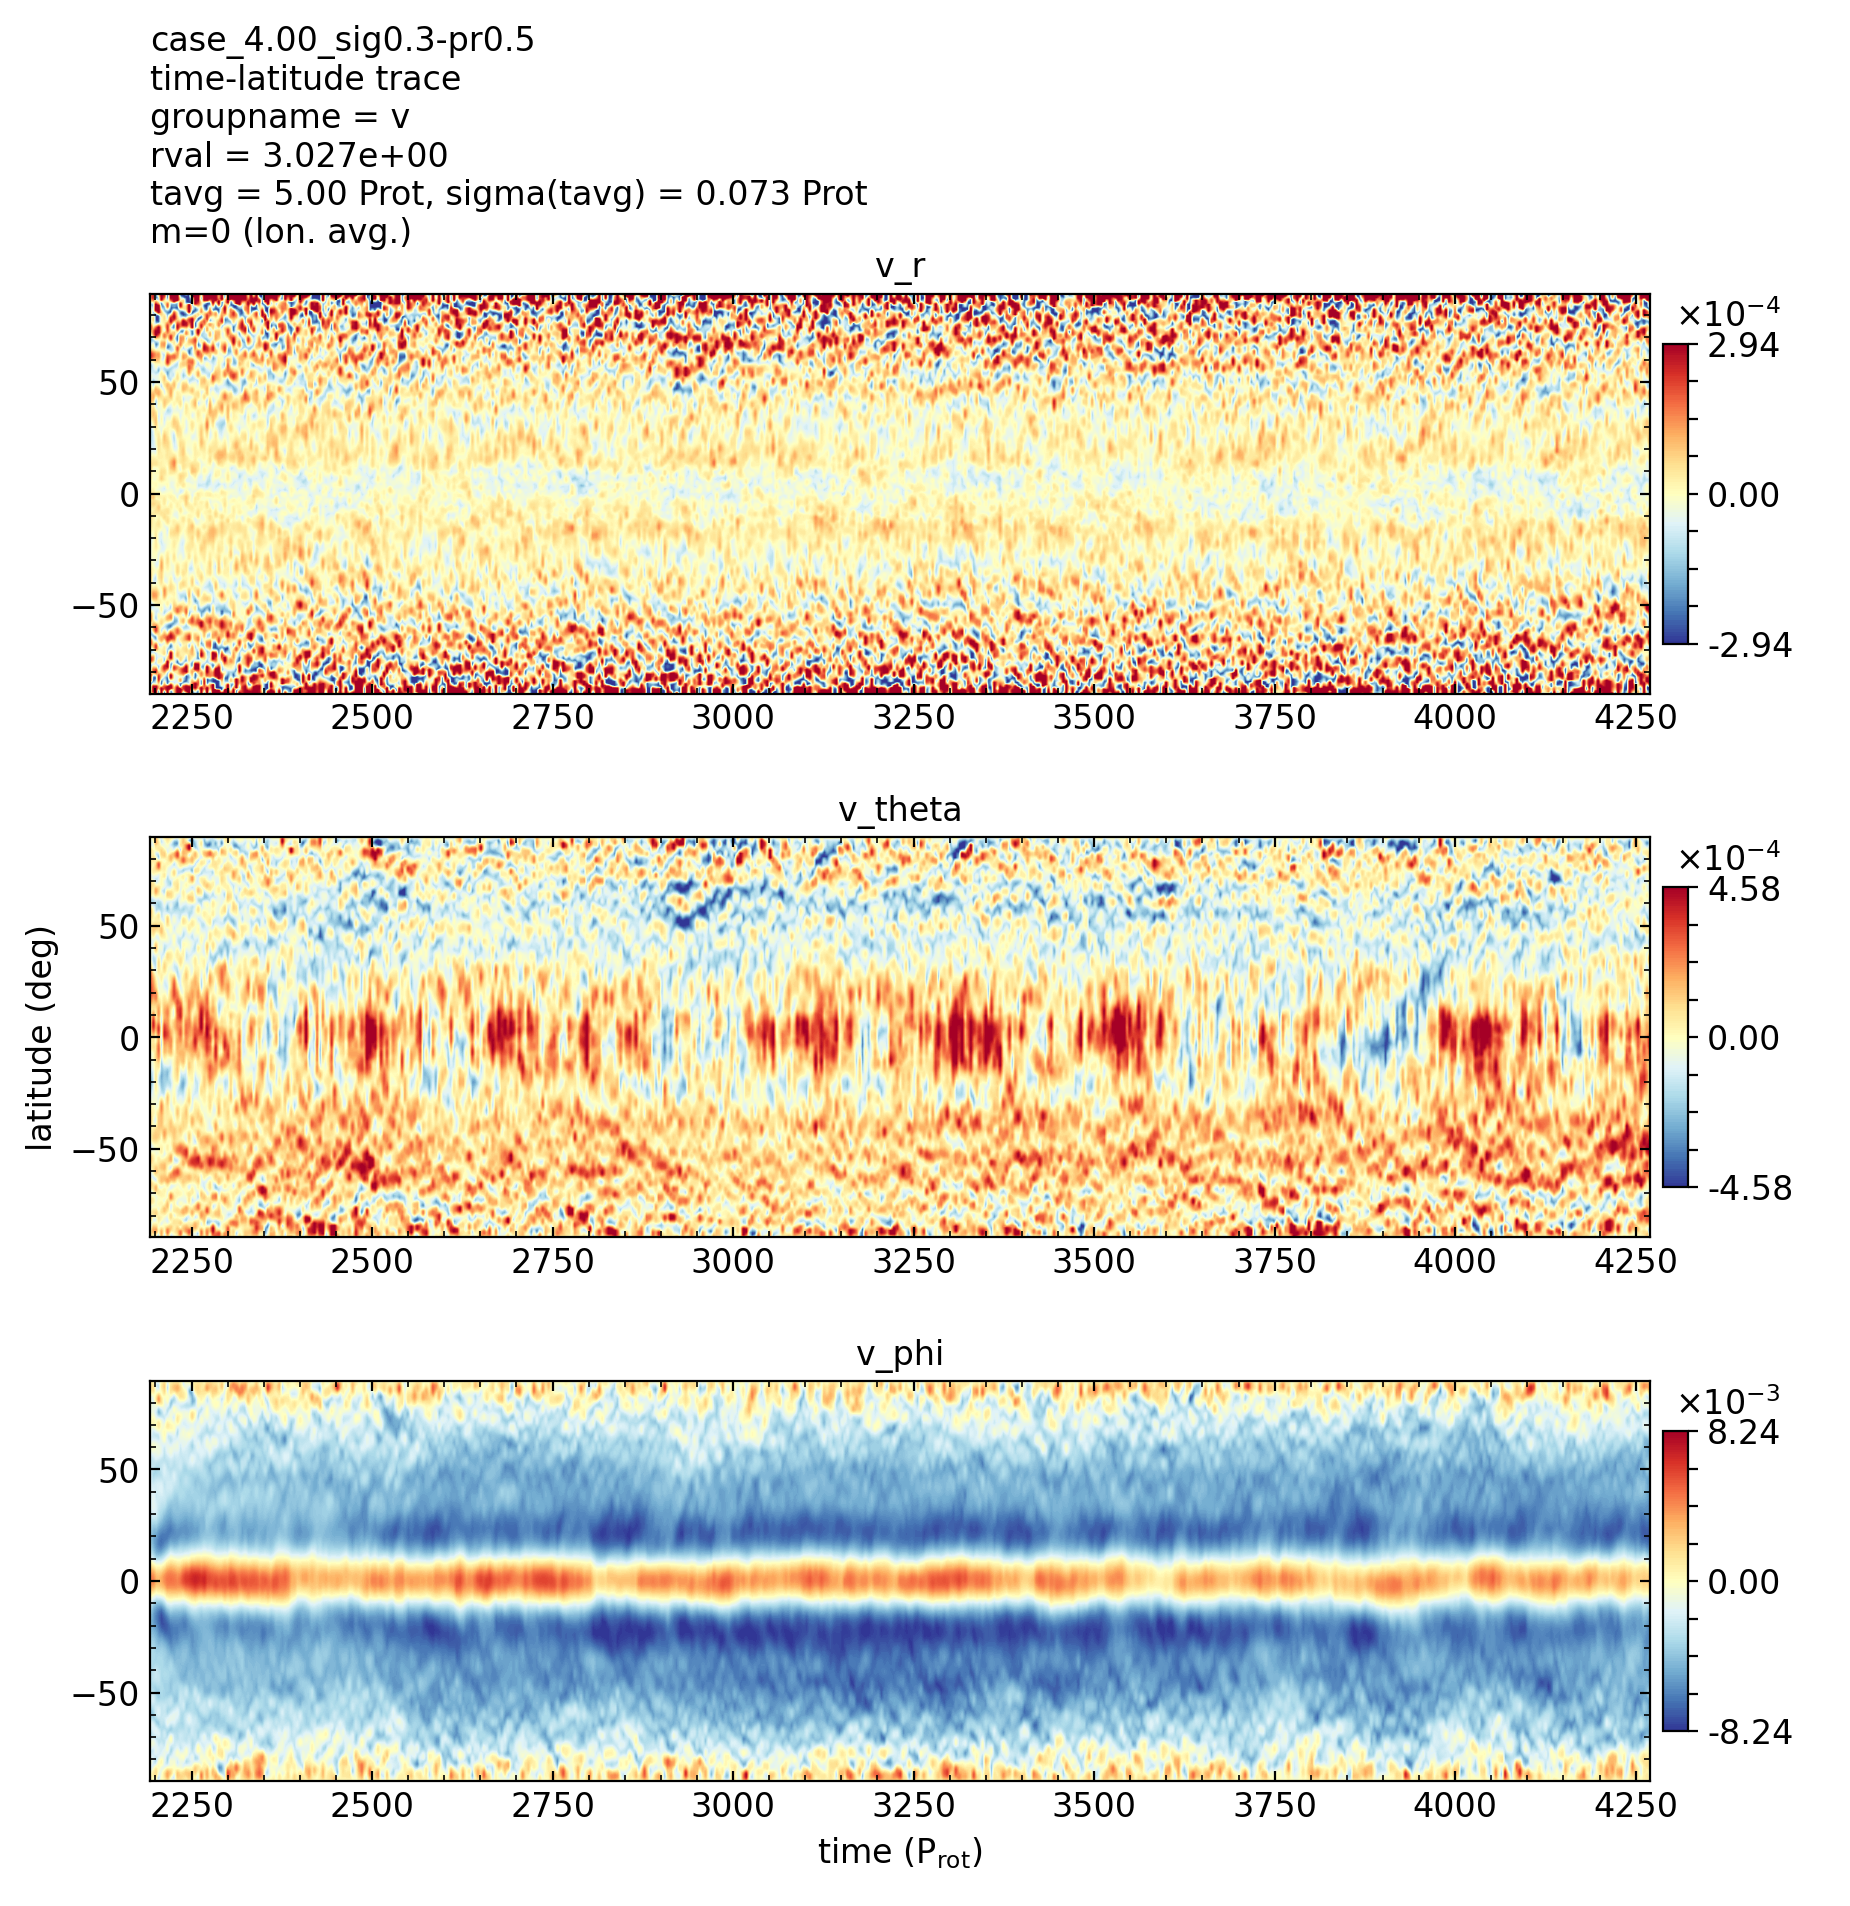 case_4.00_sig0.3-pr0.5
time-latitude trace
groupname = v
rval = 3.027e+00
tavg = 5.00 Prot, sigma(tavg) = 0.073 Prot
m=0 (lon. avg.)
v_r
×10⁻⁴
2.94
0.00
-2.94
50
0
−50
2250 2500 2750 3000 3250 3500 3750 4000 4250
v_theta
×10⁻⁴
4.58
0.00
-4.58
latitude (deg)
50
0
−50
2250 2500 2750 3000 3250 3500 3750 4000 4250
v_phi
×10⁻³
8.24
0.00
-8.24
50
0
−50
2250 2500 2750 3000 3250 3500 3750 4000 4250
time (P_rot)